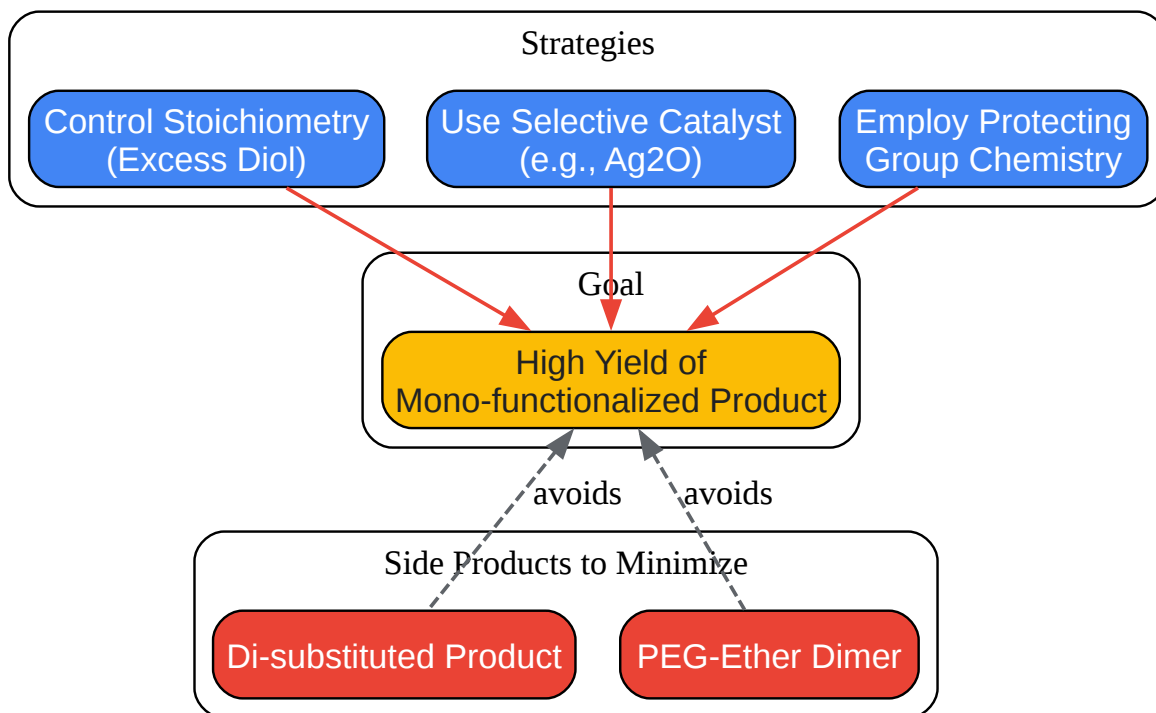 Strategies
Control Stoichiometry
(Excess Diol)
Use Selective Catalyst
(e.g., Ag2O)
Employ Protecting
Group Chemistry
Goal
High Yield of
Mono-functionalized Product
avoids
avoids
Side Products to Minimize
Di-substituted Product
PEG-Ether Dimer